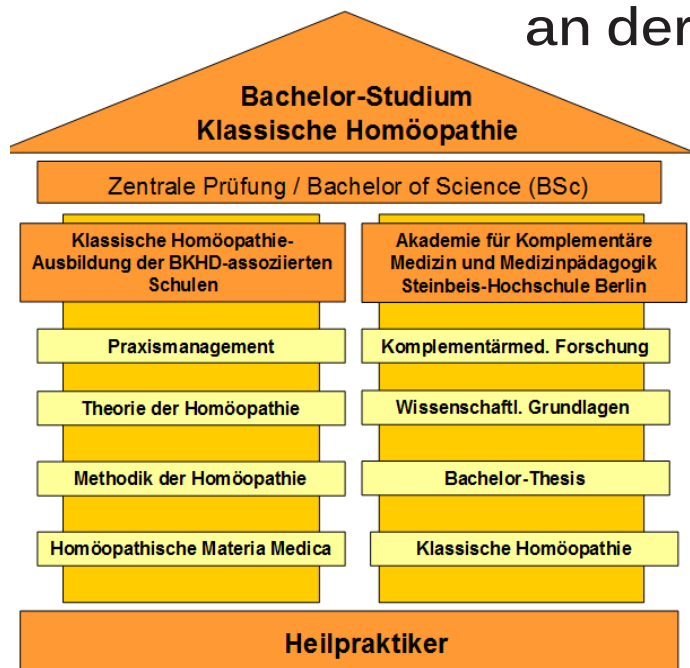 an der
Bachelor-Studium
Klassische Homöopathie
Zentrale Prüfung / Bachelor of Science (BSc)
Klassische Homöopathie-
Ausbildung der BKHD-assoziierten
Schulen
Praxismanagement
Theorie der Homöopathie
Methodik der Homöopathie
Homöopathische Materia Medica
Akademie für Komplementäre
Medizin und Medizinpädagogik
Steinbeis-Hochschule Berlin
Komplementärmed. Forschung
Wissenschaftl. Grundlagen
Bachelor-Thesis
Klassische Homöopathie
Heilpraktiker